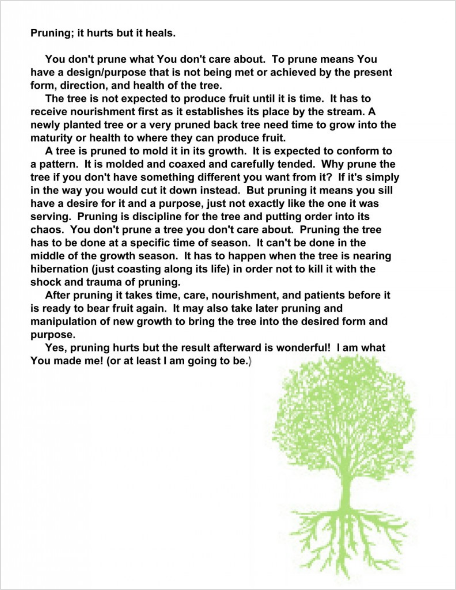 Pruning; it hurts but it heals.
You don't prune what You don't care about.  To prune means You
have a design/purpose that is not being met or achieved by the present
form, direction, and health of the tree.
The tree is not expected to produce fruit until it is time.  It has to
receive nourishment first as it establishes its place by the stream. A
newly planted tree or a very pruned back tree need time to grow into the
maturity or health to where they can produce fruit.
A tree is pruned to mold it in its growth.  It is expected to conform to
a pattern.  It is molded and coaxed and carefully tended.  Why prune the
tree if you don't have something different you want from it?  If it's simply
in the way you would cut it down instead.  But pruning it means you sill
have a desire for it and a purpose, just not exactly like the one it was
serving.  Pruning is discipline for the tree and putting order into its
chaos.  You don't prune a tree you don't care about.  Pruning the tree
has to be done at a specific time of season.  It can't be done in the
middle of the growth season.  It has to happen when the tree is nearing
hibernation (just coasting along its life) in order not to kill it with the
shock and trauma of pruning.
After pruning it takes time, care, nourishment, and patients before it
is ready to bear fruit again.  It may also take later pruning and
manipulation of new growth to bring the tree into the desired form and
purpose.
Yes, pruning hurts but the result afterward is wonderful!  I am what
You made me! (or at least I am going to be.)